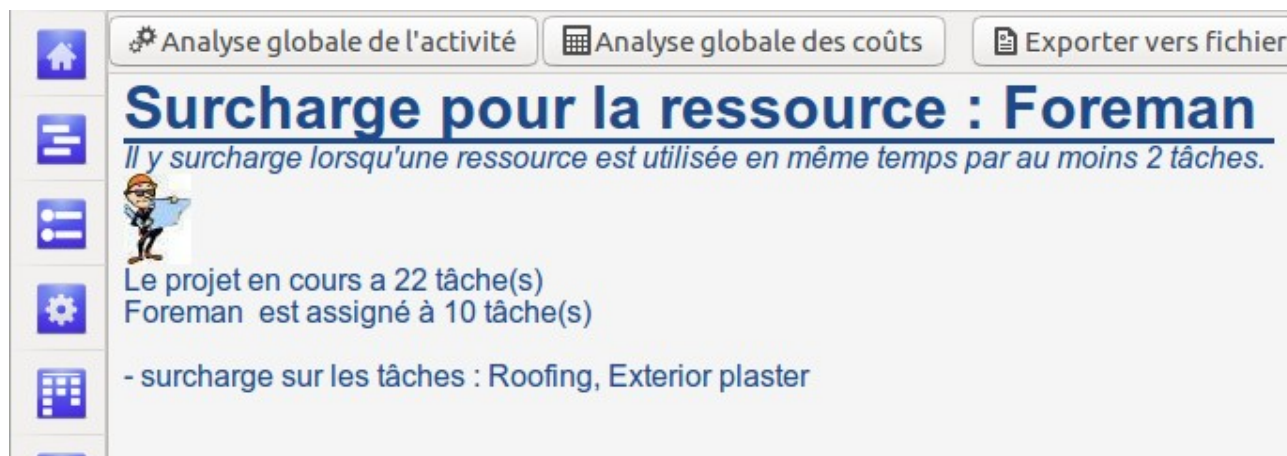 Analyse globale de l'activité Analyse globale des coûts Exporter vers fichier
Surcharge pour la ressource : Foreman
Il y surcharge lorsqu'une ressource est utilisée en même temps par au moins 2 tâches.
Le projet en cours a 22 tâche(s)
Foreman est assigné à 10 tâche(s)
- surcharge sur les tâches : Roofing, Exterior plaster